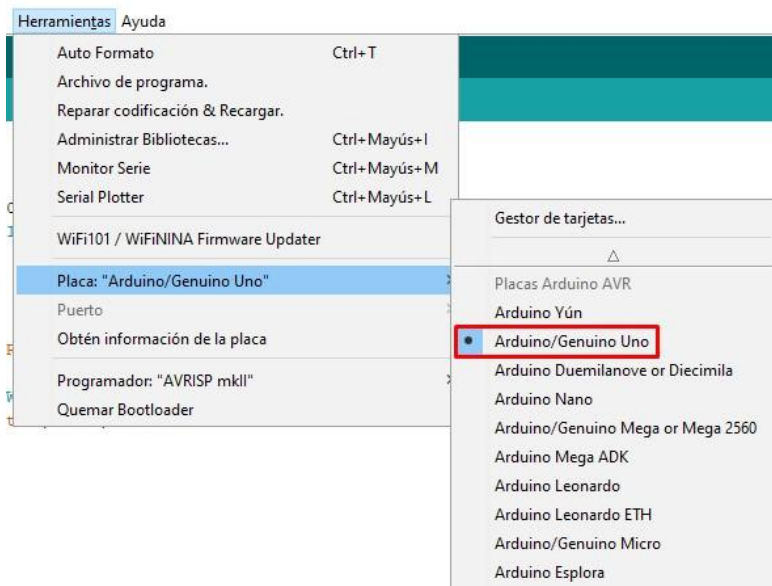 Herramientas Ayuda
Auto Formato Ctrl+T
Archivo de programa.
Reparar codificación & Recargar.
Administrar Bibliotecas... Ctrl+Mayús+I
Monitor Serie Ctrl+Mayús+M
Serial Plotter Ctrl+Mayús+L
WiFi101 / WiFiNINA Firmware Updater
Placa: "Arduino/Genuino Uno"
Puerto
Obtén información de la placa
Programador: "AVRISP mkII"
Quemar Bootloader
Gestor de tarjetas...
Placas Arduino AVR
Arduino Yún
Arduino/Genuino Uno
Arduino Duemilanove or Diecimila
Arduino Nano
Arduino/Genuino Mega or Mega 2560
Arduino Mega ADK
Arduino Leonardo
Arduino Leonardo ETH
Arduino/Genuino Micro
Arduino Esplora